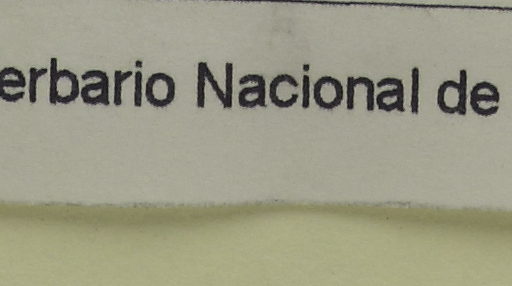 erbario Nacional de